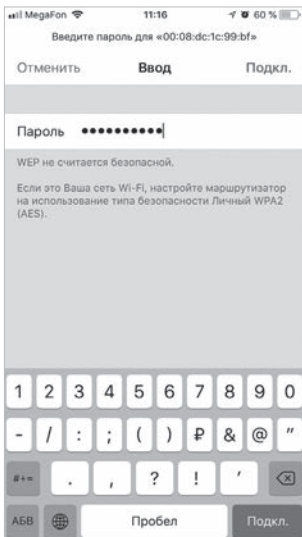 MegaFon 11:16 60 %
Введите пароль для «00:08:dc:1c:99:bf»
Отменить Ввод Подкл.
Пароль ••••••••••
WEP не считается безопасной.
Если это Ваша сеть Wi-Fi, настройте маршрутизатор
на использование типа безопасности Личный WPA2
(AES).
1 2 3 4 5 6 7 8 9 0
- / : ; ( ) ₽ & @ "
#+= . , ? ! ’
АБВ Пробел Подкл.